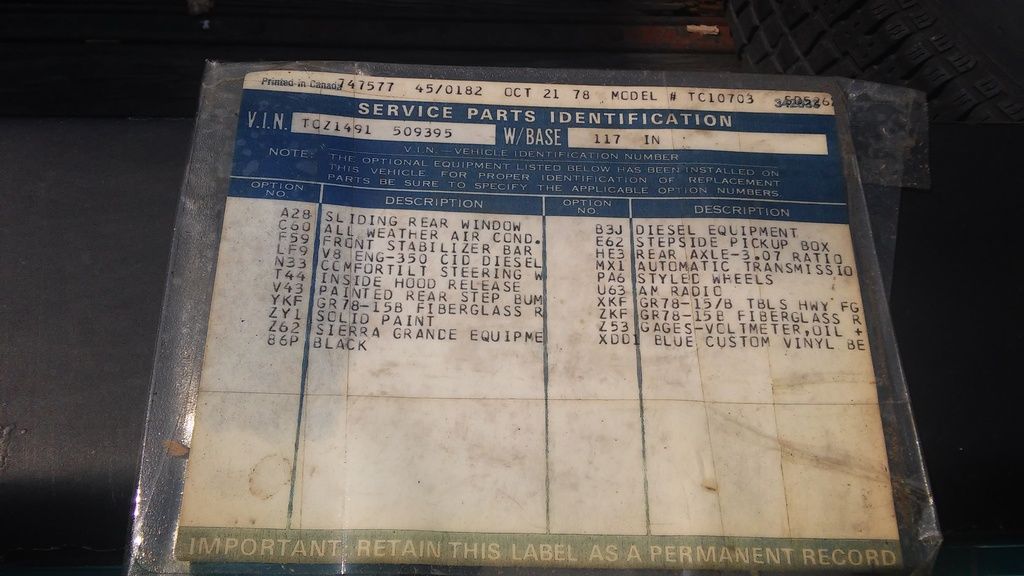 Printed in Canada 747577 45/0182 OCT 21 78 MODEL # TC10703
SERVICE PARTS IDENTIFICATION
V.I.N. TCZ1491 509395 W/BASE 117 IN
V.I.N. – VEHICLE IDENTIFICATION NUMBER
NOTE: THE OPTIONAL EQUIPMENT LISTED BELOW HAS BEEN INSTALLED ON
THIS VEHICLE. FOR PROPER IDENTIFICATION OF REPLACEMENT
PARTS BE SURE TO SPECIFY THE APPLICABLE OPTION NUMBERS.
OPTION NO. DESCRIPTION OPTION NO. DESCRIPTION
A28 SLIDING REAR WINDOW B3J DIESEL EQUIPMENT
C60 ALL WEATHER AIR COND. E62 STEPSIDE PICKUP BOX
F59 FRONT STABILIZER BAR HE3 REAR AXLE-3.07 RATIO
LF9 V8 ENG-350 CID DIESEL MX1 AUTOMATIC TRANSMISSIO
N33 COMFORTILT STEERING W PA6 STYLED WHEELS
T44 INSIDE HOOD RELEASE U63 AM RADIO
V43 PAINTED REAR STEP BUM XKF GR78-15/B TBLS HWY FG
YKF GR78-15B FIBERGLASS R ZKF GR78-15B FIBERGLASS R
ZY1 SOLID PAINT Z53 GAGES-VOLTMETER,OIL +
Z62 SIERRA GRANDE EQUIPME XDD1 BLUE CUSTOM VINYL BE
86P BLACK
IMPORTANT: RETAIN THIS LABEL AS A PERMANENT RECORD